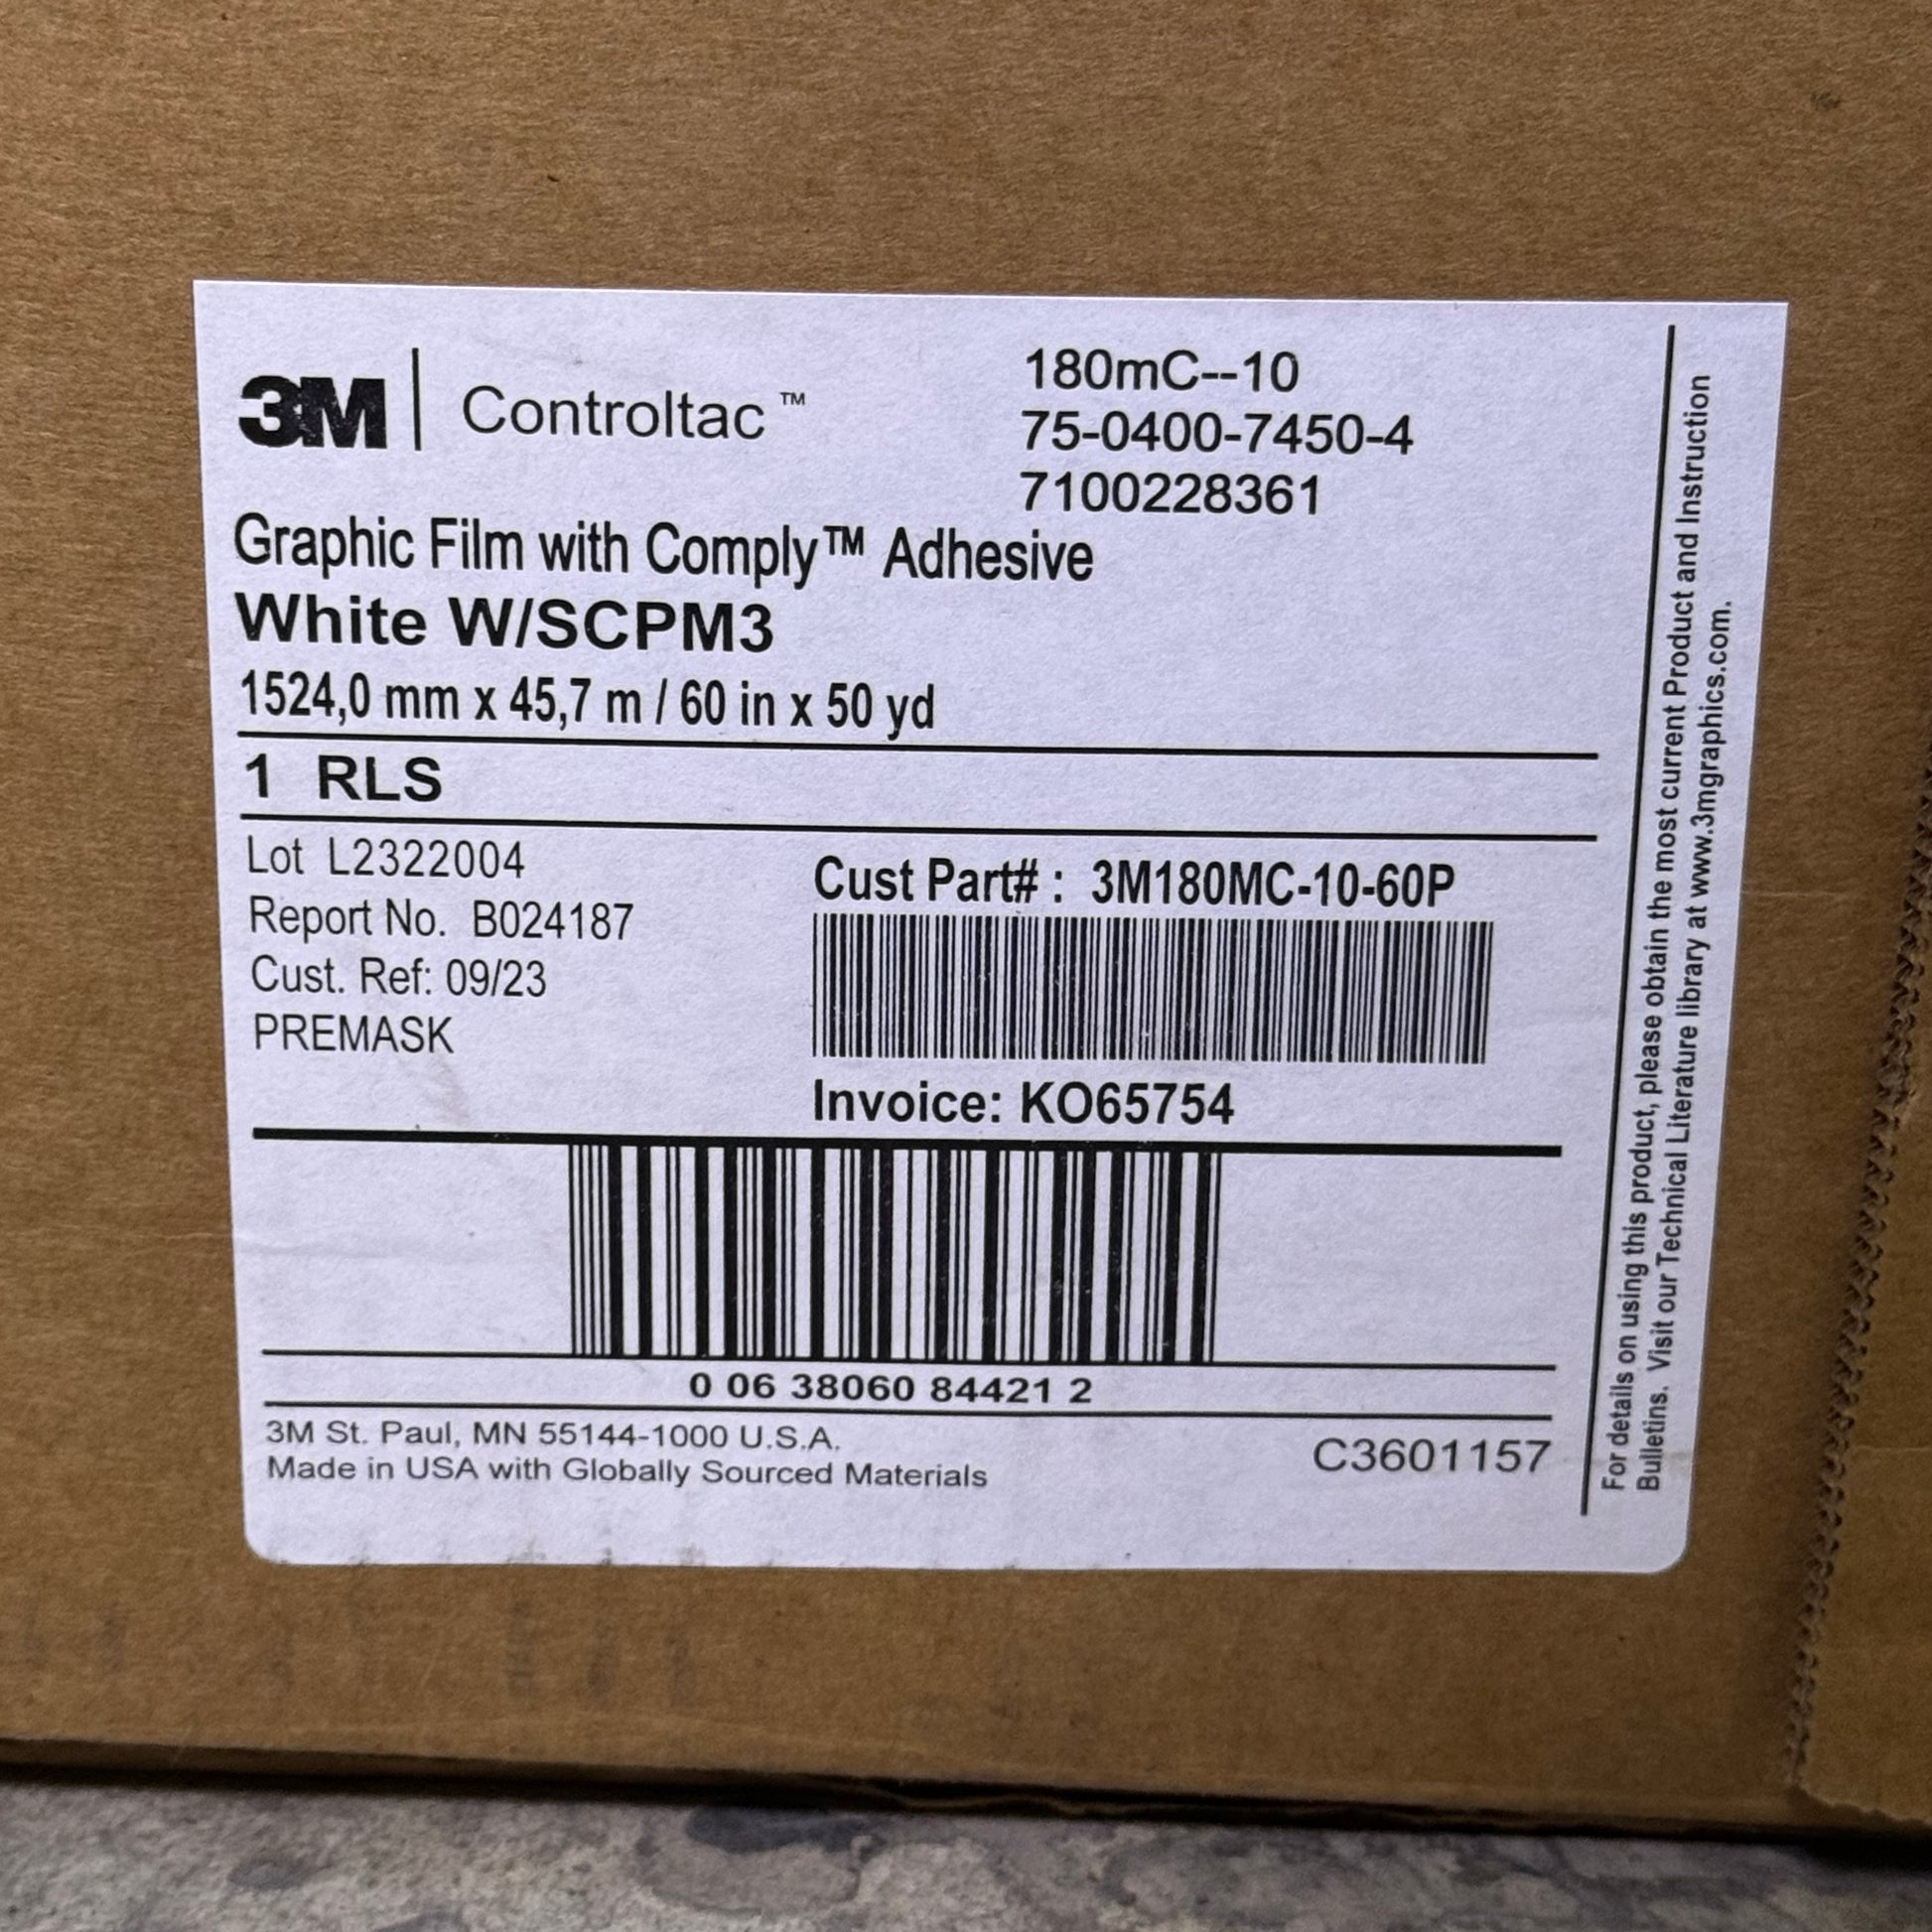 3M Controltac™
180mC--10
75-0400-7450-4
7100228361
Graphic Film with Comply™ Adhesive
White W/SCPM3
1524,0 mm x 45,7 m / 60 in x 50 yd
1 RLS
Lot L2322004
Report No. B024187
Cust. Ref: 09/23
PREMASK
Cust Part# : 3M180MC-10-60P
Invoice: KO65754
0 06 38060 84421 2
3M St. Paul, MN 55144-1000 U.S.A.
Made in USA with Globally Sourced Materials
C3601157
For details on using this product, please obtain the most current Product and Instruction
Bulletins. Visit our Technical Literature library at www.3mgraphics.com.